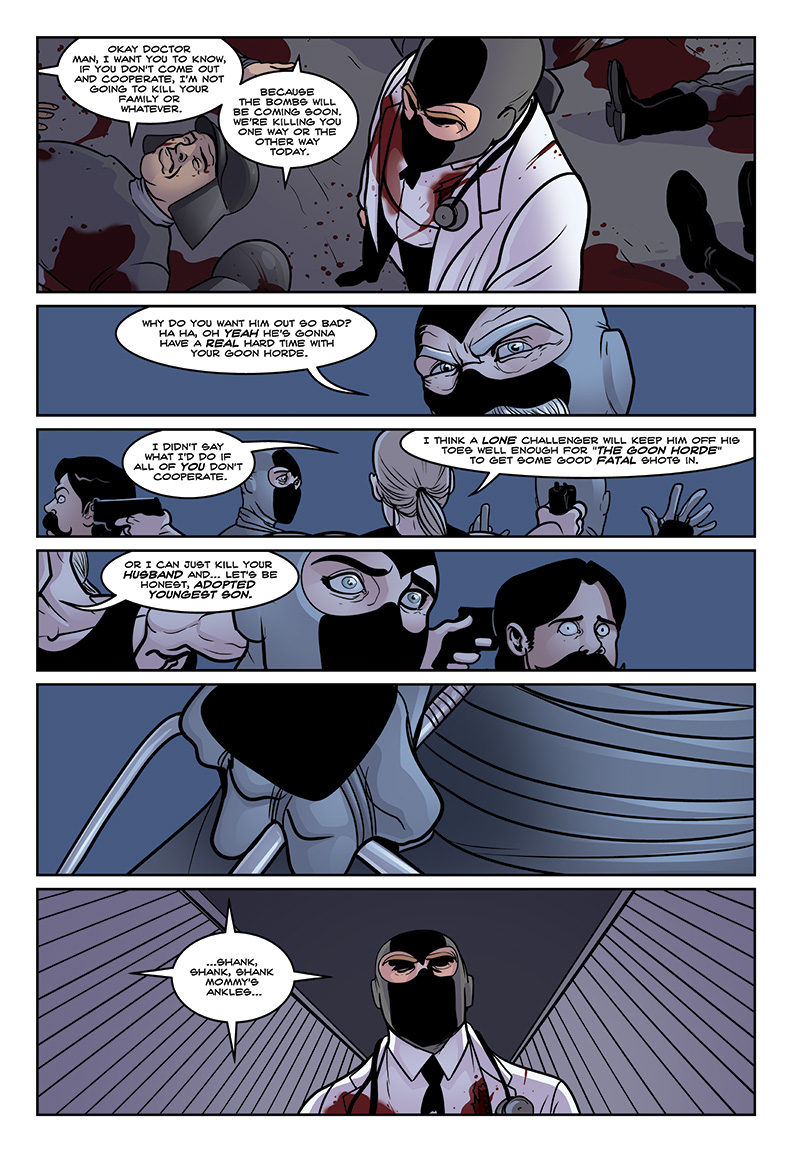 OKAY DOCTOR
MAN, I WANT YOU TO KNOW,
IF YOU DON'T COME OUT
AND COOPERATE, I'M NOT
GOING TO KILL YOUR
FAMILY OR
WHATEVER.
BECAUSE
THE BOMBS WILL
BE COMING SOON.
WE'RE KILLING YOU
ONE WAY OR THE
OTHER WAY
TODAY.
WHY DO YOU WANT HIM OUT SO BAD?
HA HA, OH YEAH HE'S GONNA
HAVE A REAL HARD TIME WITH
YOUR GOON HORDE.
I DIDN'T SAY
WHAT I'D DO IF
ALL OF YOU DON'T
COOPERATE.
I THINK A LONE CHALLENGER WILL KEEP HIM OFF HIS
TOES WELL ENOUGH FOR "THE GOON HORDE"
TO GET SOME GOOD FATAL SHOTS IN.
OR I CAN JUST KILL YOUR
HUSBAND AND... LET'S BE
HONEST, ADOPTED
YOUNGEST SON.
...SHANK,
SHANK, SHANK
MOMMY'S
ANKLES...